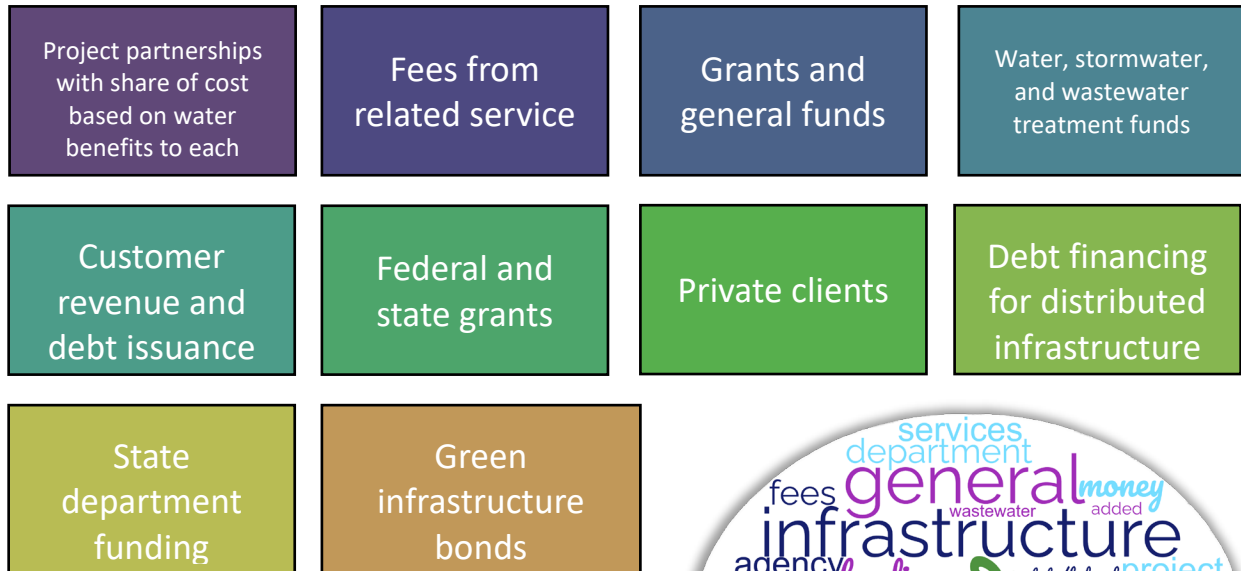 Project partnerships
with share of cost
based on water
benefits to each
Fees from
related service
Grants and
general funds
Water, stormwater,
and wastewater
treatment funds
Customer
revenue and
debt issuance
Federal and
state grants
Private clients
Debt financing
for distributed
infrastructure
State
department
funding
Green
infrastructure
bonds
services
department
fees general money
wastewater added
infrastructure
agency
project